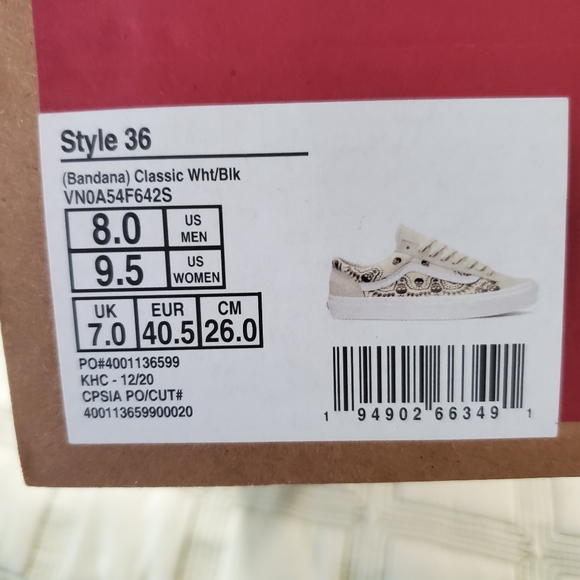 Style 36
(Bandana) Classic Wht/Blk
VN0A54F642S
8.0 US MEN
9.5 US WOMEN
UK 7.0 EUR 40.5 CM 26.0
PO#4001136599
KHC - 12/20
CPSIA PO/CUT#
400113659900020
1 94902 66349 1